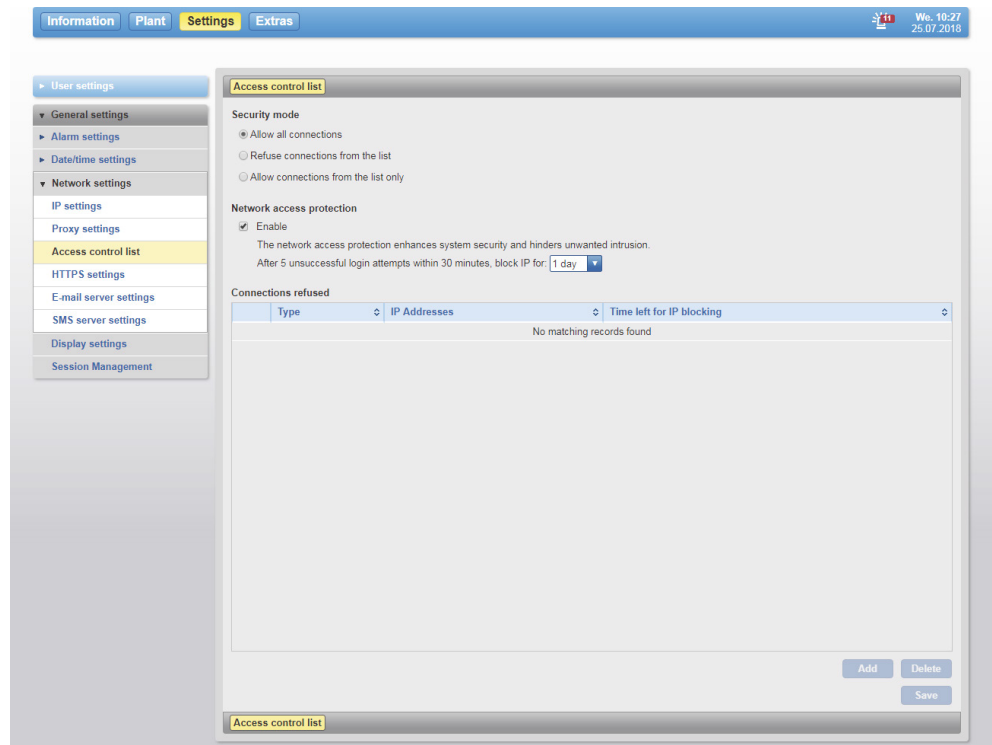 Information Plant Settings Extras 11 We. 10:27
25.07.2018
User settings
General settings
Alarm settings
Date/time settings
Network settings
IP settings
Proxy settings
Access control list
HTTPS settings
E-mail server settings
SMS server settings
Display settings
Session Management
Access control list
Security mode
Allow all connections
Refuse connections from the list
Allow connections from the list only
Network access protection
Enable
The network access protection enhances system security and hinders unwanted intrusion.
After 5 unsuccessful login attempts within 30 minutes, block IP for: 1 day
Connections refused
Type IP Addresses Time left for IP blocking
No matching records found
Add Delete
Save
Access control list